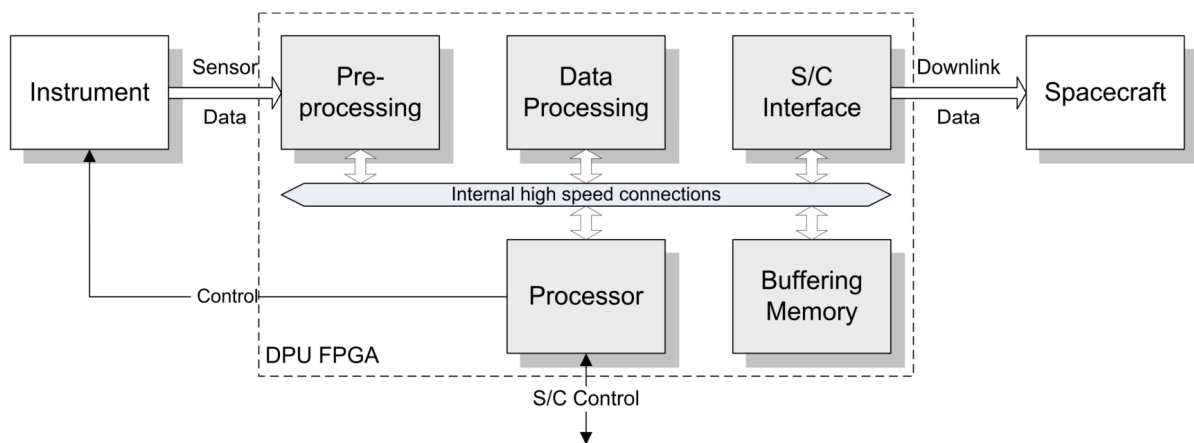 Instrument
Sensor
Data
Pre-
processing
Data
Processing
S/C
Interface
Downlink
Data
Spacecraft
Internal high speed connections
Control
Processor
Buffering
Memory
DPU FPGA
S/C Control